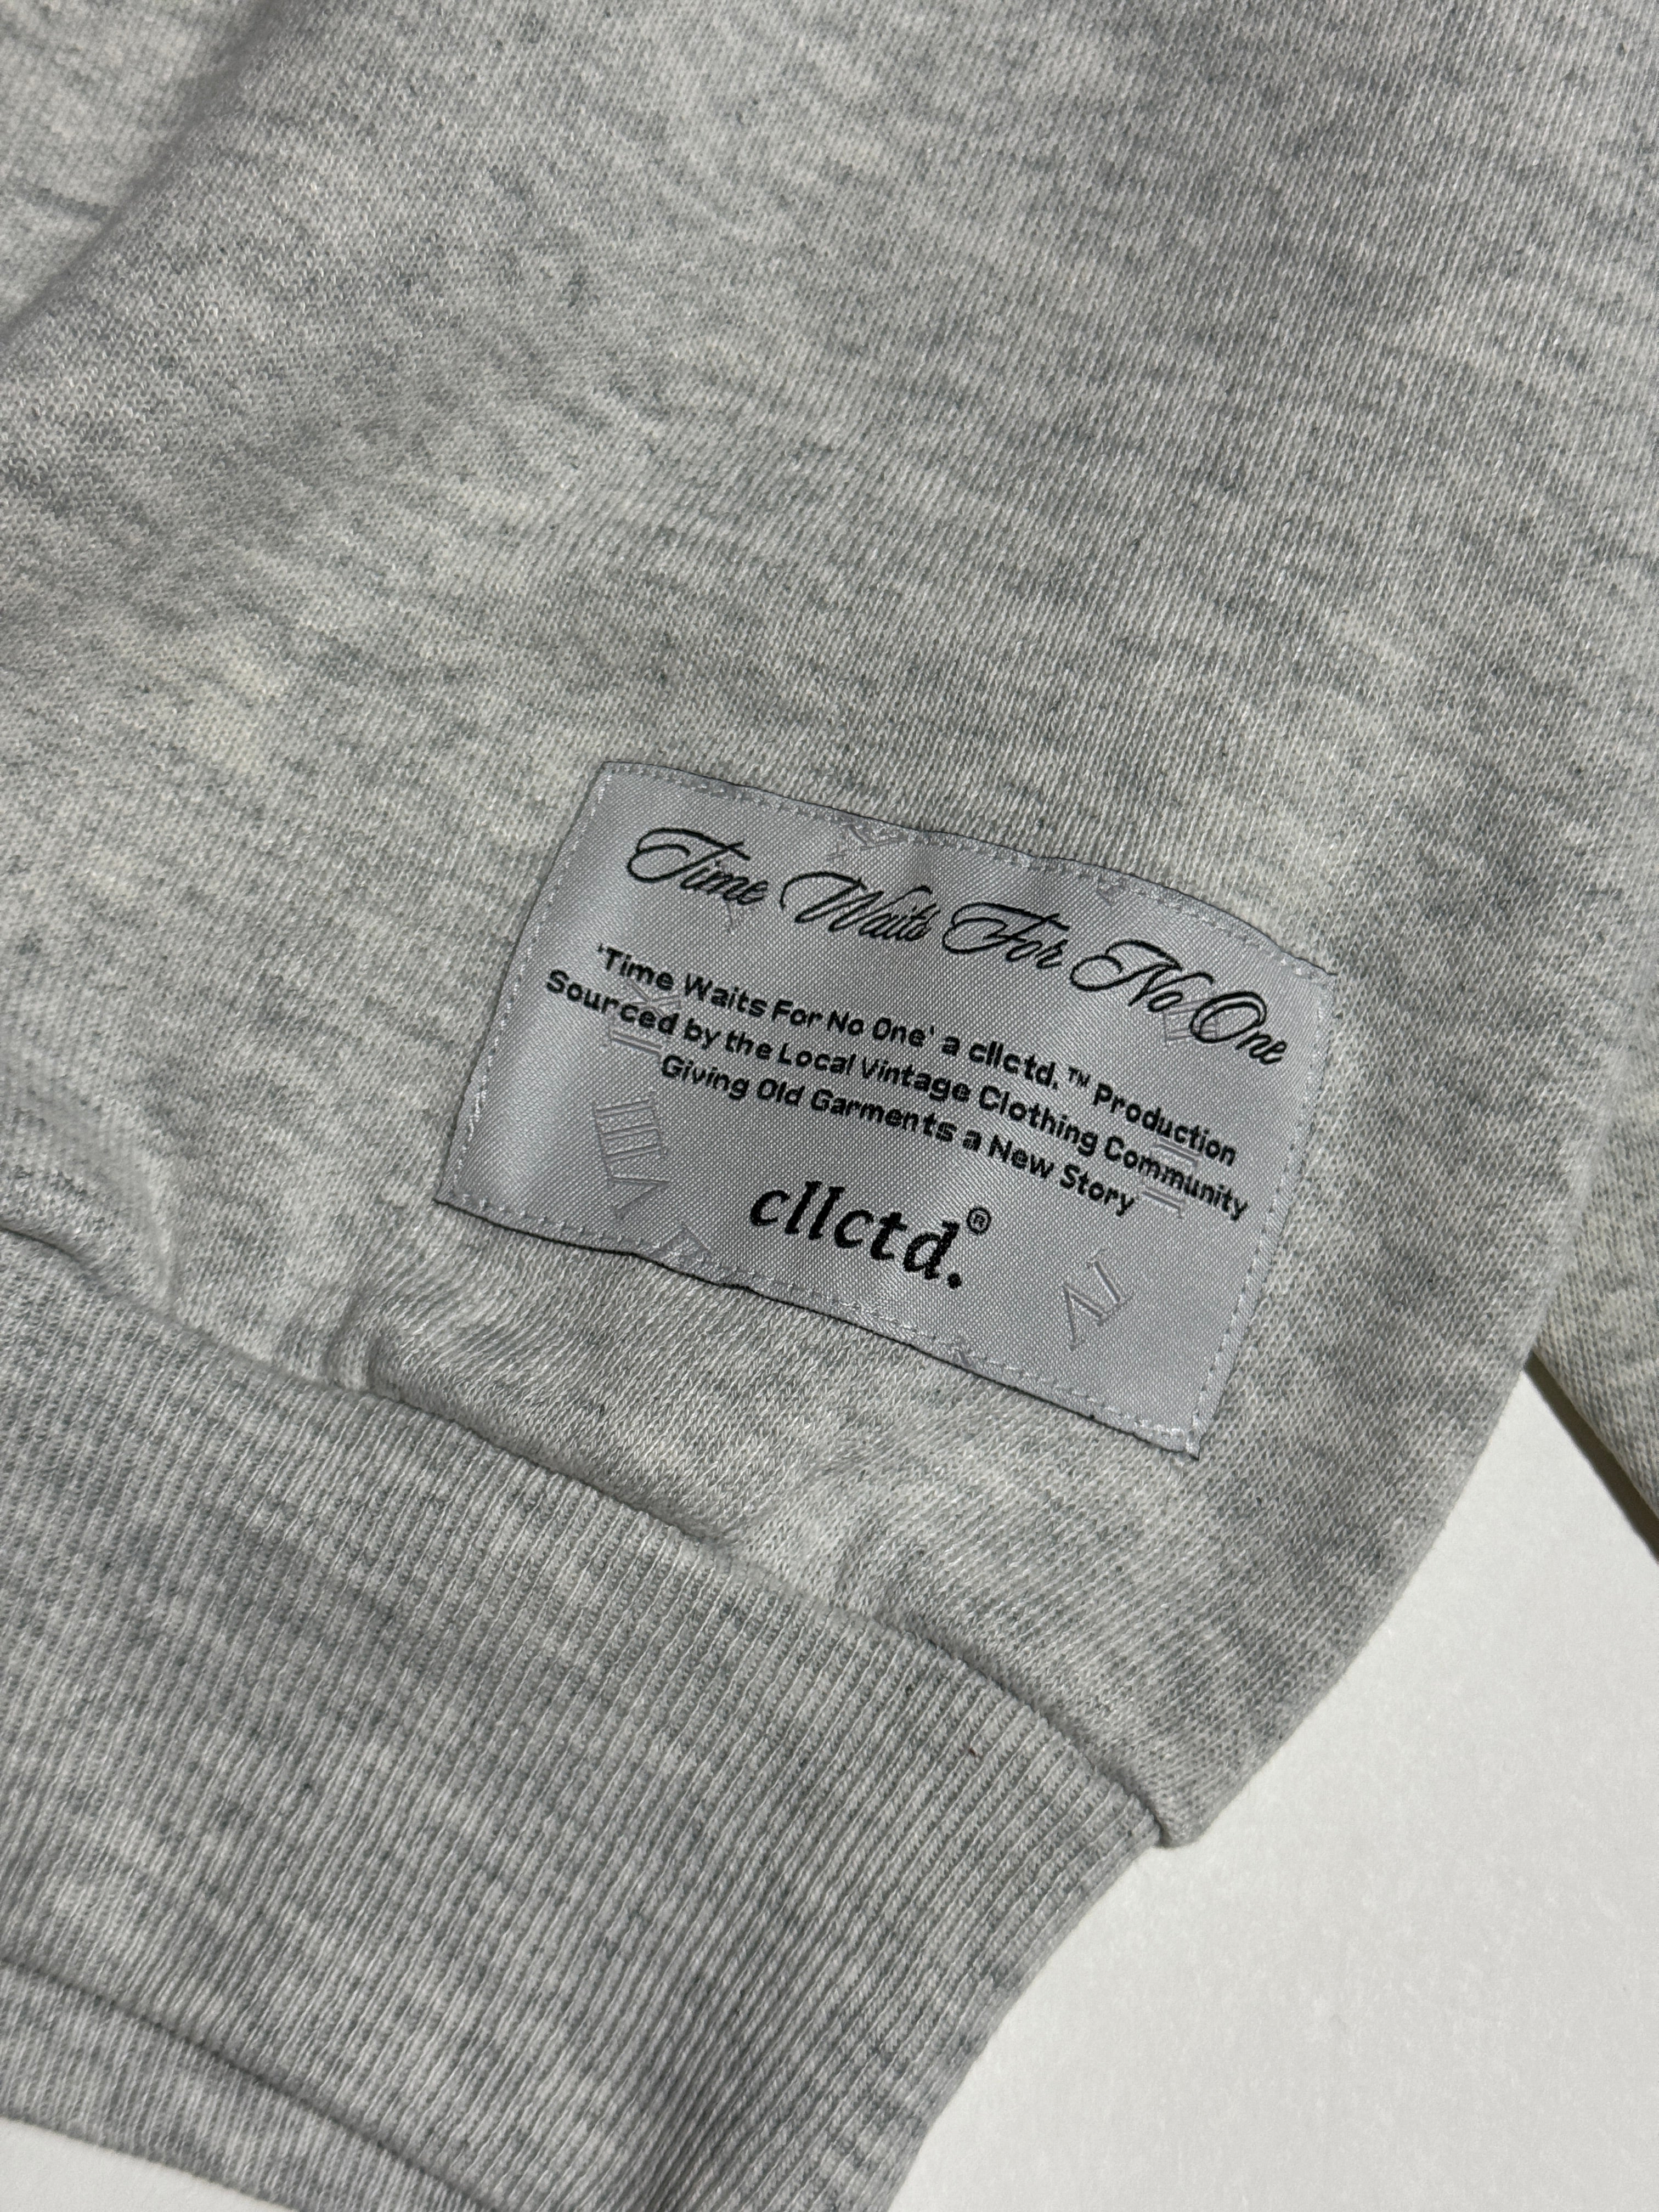 Time Waits For No One
'Time Waits For No One' a cllctd.™ Production
Sourced by the Local Vintage Clothing Community
Giving Old Garments a New Story
cllctd.®